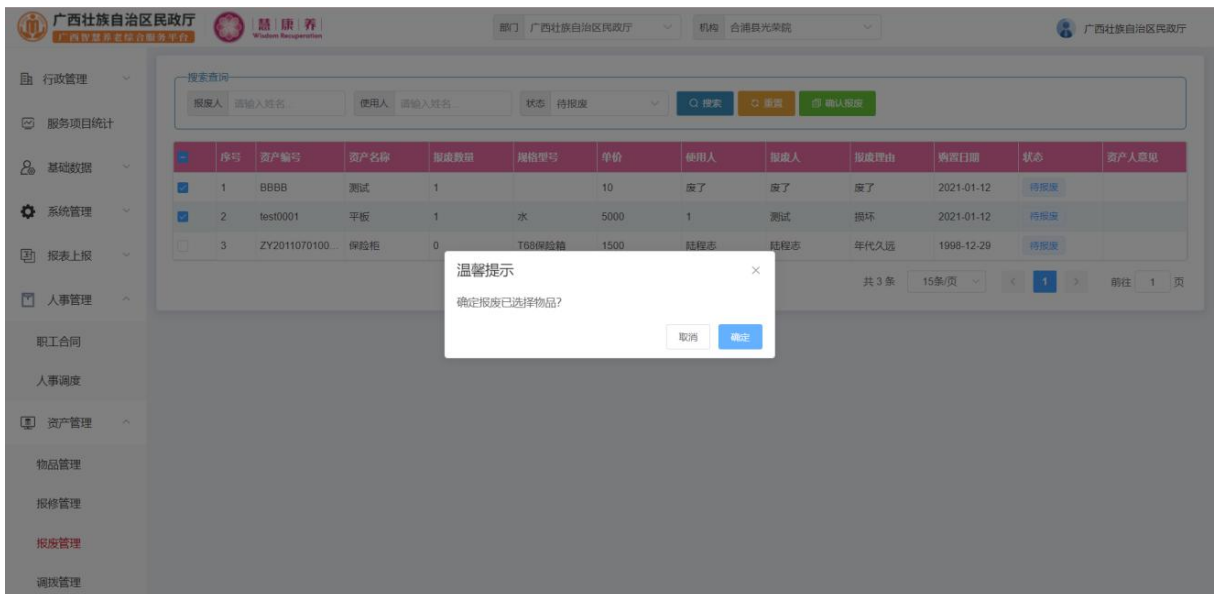 广西壮族自治区民政厅
广西智慧养老综合服务平台
慧 康 养
Wisdom Recuperation
部门 广西壮族自治区民政厅
机构 合浦县光荣院
广西壮族自治区民政厅
行政管理
服务项目统计
基础数据
系统管理
报表上报
人事管理
职工合同
人事调度
资产管理
物品管理
报修管理
报废管理
调拨管理
搜索查询
报废人 请输入姓名... 使用人 请输入姓名... 状态 待报废 搜索 重置 确认报废
序号 资产编号 资产名称 报废数量 规格型号 单价 使用人 报废人 报废理由 购置日期 状态 资产人意见
1 BBBB 测试 1 10 废了 废了 废了 2021-01-12 待报废
2 test0001 平板 1 水 5000 1 测试 损坏 2021-01-12 待报废
3 ZY2011070100... 保险柜 0 T68保险箱 1500 陆程志 陆程志 年代久远 1998-12-29 待报废
共 3 条 15条/页 1 前往 1 页
温馨提示
确定报废已选择物品?
取消 确定